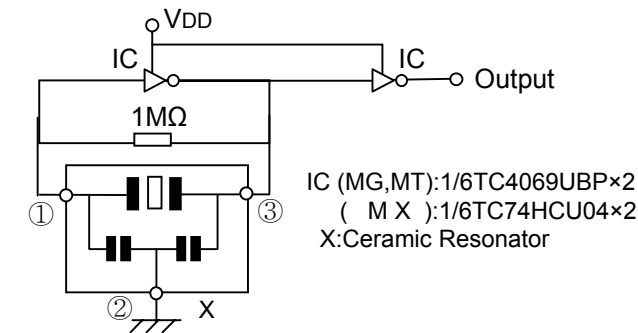 VDD
IC
IC
Output
1MΩ
IC (MG,MT):1/6TC4069UBP×2
( M X ):1/6TC74HCU04×2
X:Ceramic Resonator
①
③
②
X